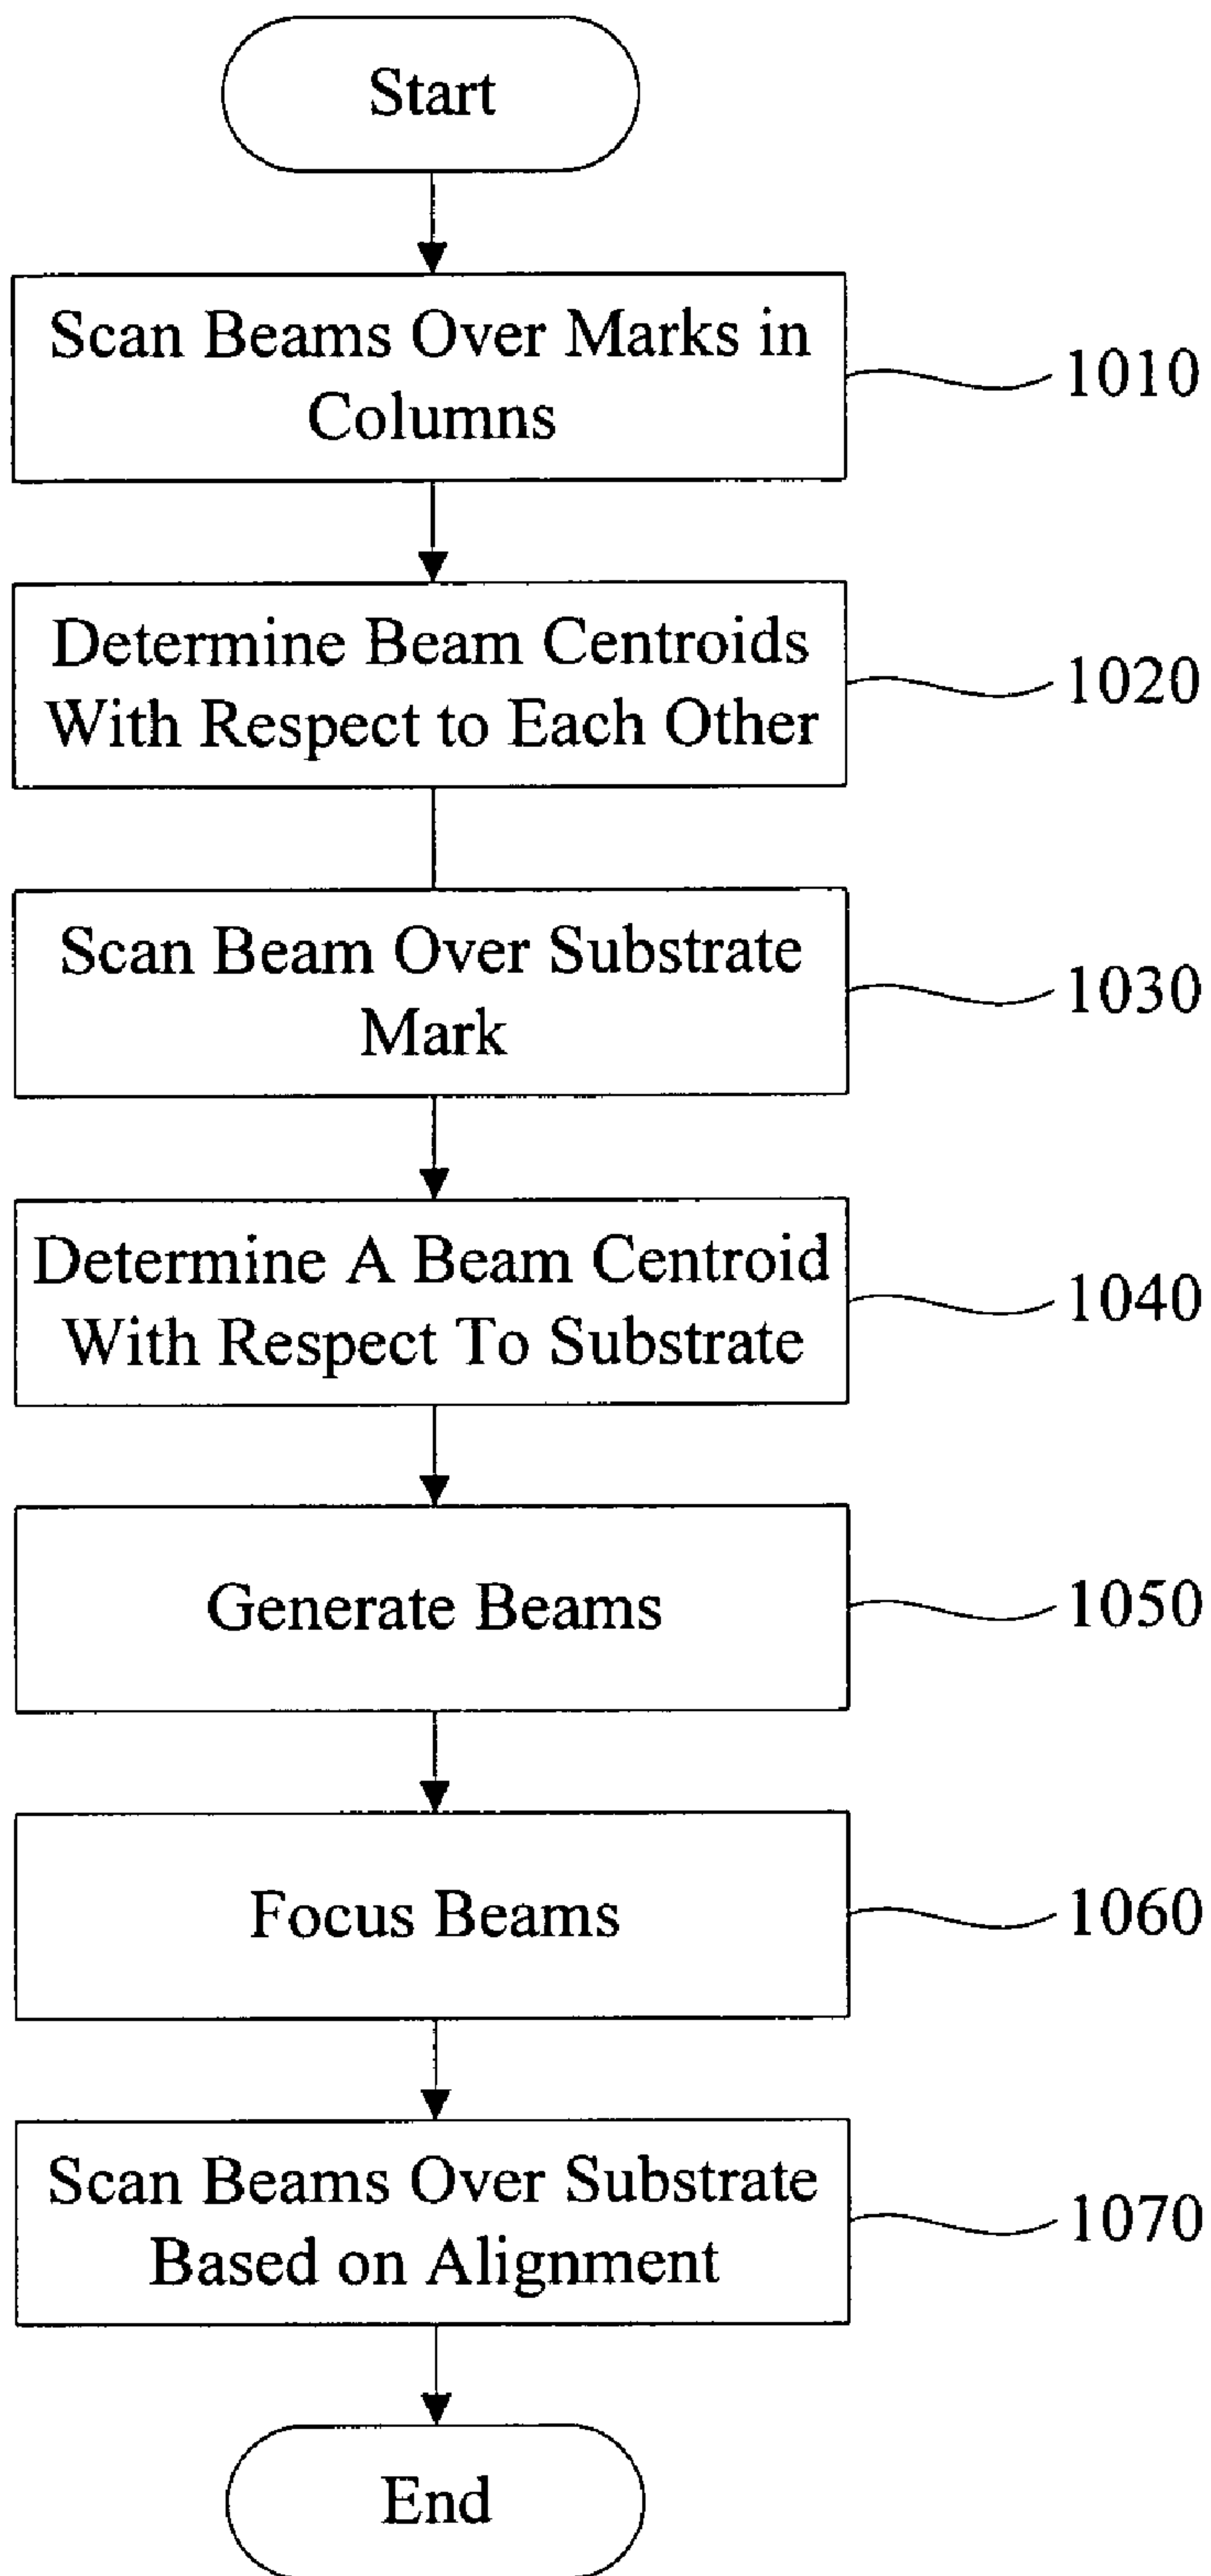 Start
Scan Beams Over Marks in
Columns
1010
Determine Beam Centroids
With Respect to Each Other
1020
Scan Beam Over Substrate
Mark
1030
Determine A Beam Centroid
With Respect To Substrate
1040
Generate Beams
1050
Focus Beams
1060
Scan Beams Over Substrate
Based on Alignment
1070
End